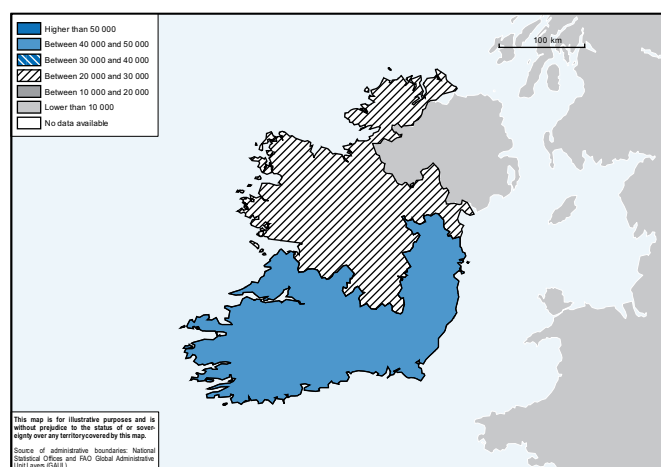 Higher than 50 000
Between 40 000 and 50 000
Between 30 000 and 40 000
Between 20 000 and 30 000
Between 10 000 and 20 000
Lower than 10 000
No data available
100 km
This map is for illustrative purposes and is
without prejudice to the status of or sover-
eignty over any territorycovered by this map.
Source of administrative boundaries: National
Statistical Offices and FAO Global Administrative
Unit Layers (GAUL)